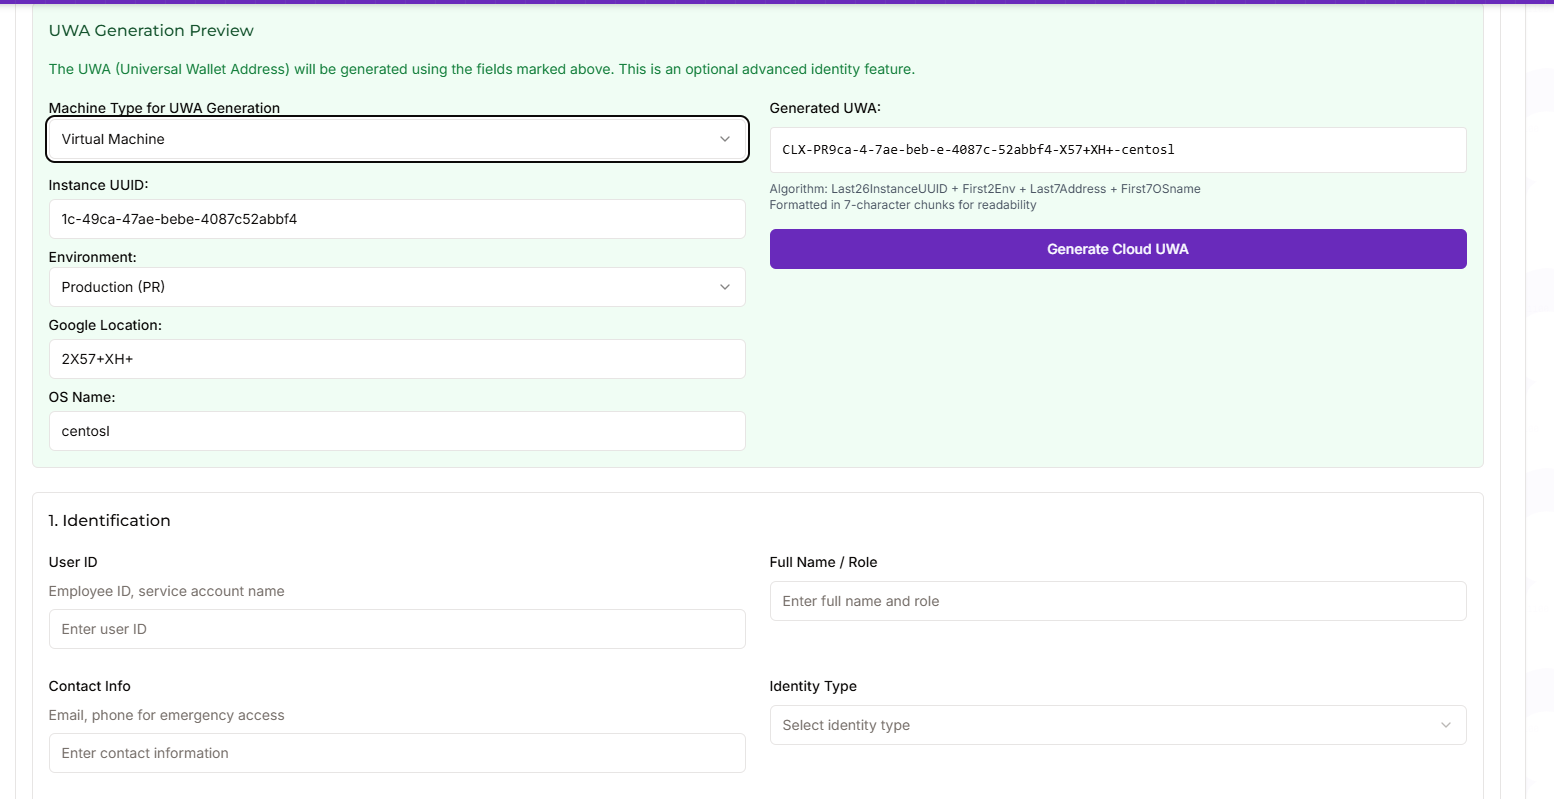 UWA Generation Preview
The UWA (Universal Wallet Address) will be generated using the fields marked above. This is an optional advanced identity feature.
Machine Type for UWA Generation
Virtual Machine
Instance UUID:
1c-49ca-47ae-bebe-4087c52abbf4
Environment:
Production (PR)
Google Location:
2X57+XH+
OS Name:
centosl
Generated UWA:
CLX-PR9ca-4-7ae-beb-e-4087c-52abbf4-X57+XH+-centosl
Algorithm: Last26InstanceUUID + First2Env + Last7Address + First7OSname
Formatted in 7-character chunks for readability
Generate Cloud UWA
1. Identification
User ID
Employee ID, service account name
Enter user ID
Full Name / Role
Enter full name and role
Contact Info
Email, phone for emergency access
Enter contact information
Identity Type
Select identity type